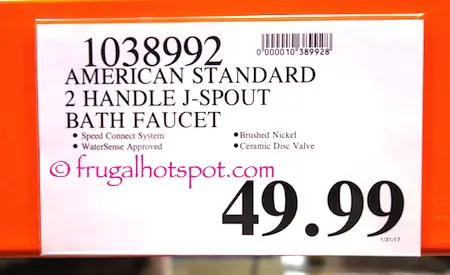 1038992
0000010389928
AMERICAN STANDARD
2 HANDLE J-SPOUT
BATH FAUCET
• Speed Connect System
• WaterSense Approved
• Brushed Nickel
• Ceramic Disc Valve
© frugalhotspot.com
49.99
1/31/17